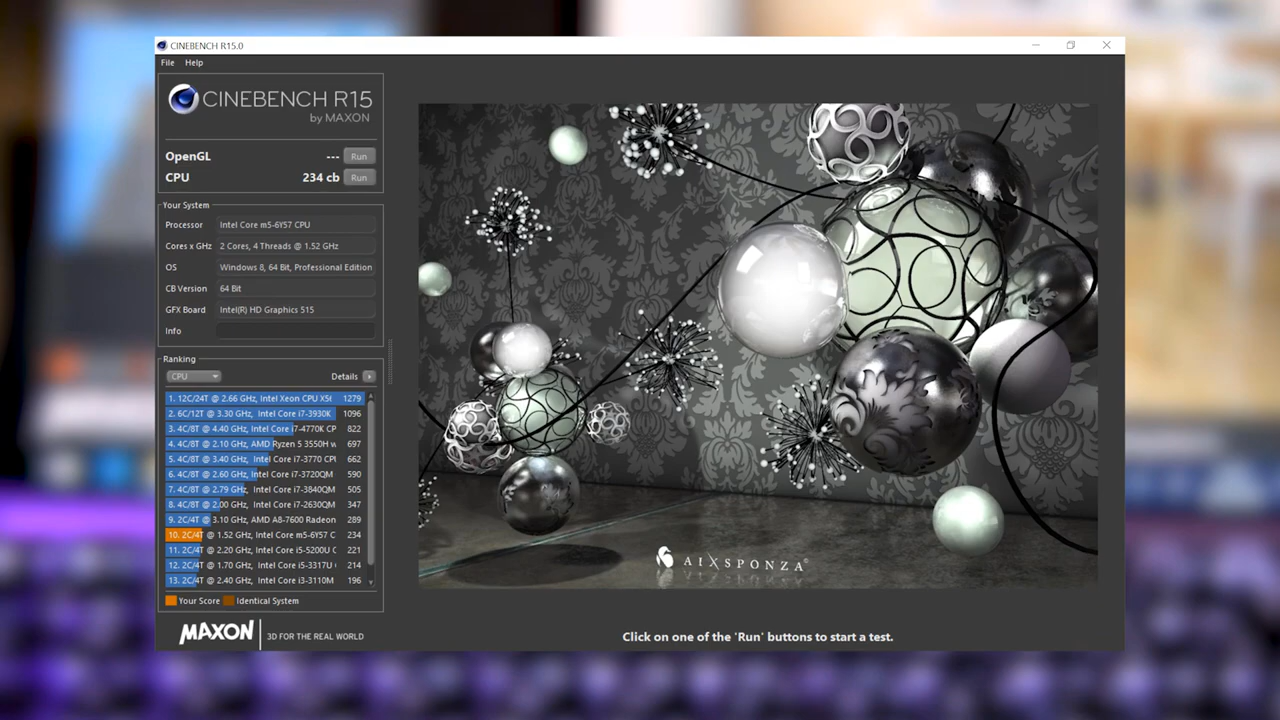 CINEBENCH R15.0
File Help
CINEBENCH R15
by MAXON
OpenGL --- Run
CPU 234 cb Run
Your System
Processor Intel Core m5-6Y57 CPU
Cores x GHz 2 Cores, 4 Threads @ 1.52 GHz
OS Windows 8, 64 Bit, Professional Edition
CB Version 64 Bit
GFX Board Intel(R) HD Graphics 515
Info
Ranking
CPU Details
1. 12C/24T @ 2.66 GHz, Intel Xeon CPU X5 1279
2. 6C/12T @ 3.30 GHz, Intel Core i7-3930K 1096
3. 4C/8T @ 4.40 GHz, Intel Core i7-4770K CP 822
4. 4C/8T @ 2.10 GHz, AMD Ryzen 5 3550H w 697
5. 4C/8T @ 3.40 GHz, Intel Core i7-3770 CPU 662
6. 4C/8T @ 2.60 GHz, Intel Core i7-3720QM 590
7. 4C/8T @ 2.79 GHz, Intel Core i7-3840QM 505
8. 4C/8T @ 2.00 GHz, Intel Core i7-2630QM 347
9. 2C/4T @ 3.10 GHz, AMD A8-7600 Radeon 289
10. 2C/4T @ 1.52 GHz, Intel Core m5-6Y57 C 234
11. 2C/4T @ 2.20 GHz, Intel Core i5-5200U C 221
12. 2C/4T @ 1.70 GHz, Intel Core i5-3317U 214
13. 2C/4T @ 2.40 GHz, Intel Core i3-3110M 196
Your Score Identical System
MAXON 3D FOR THE REAL WORLD
AIXSPONZA
Click on one of the 'Run' buttons to start a test.